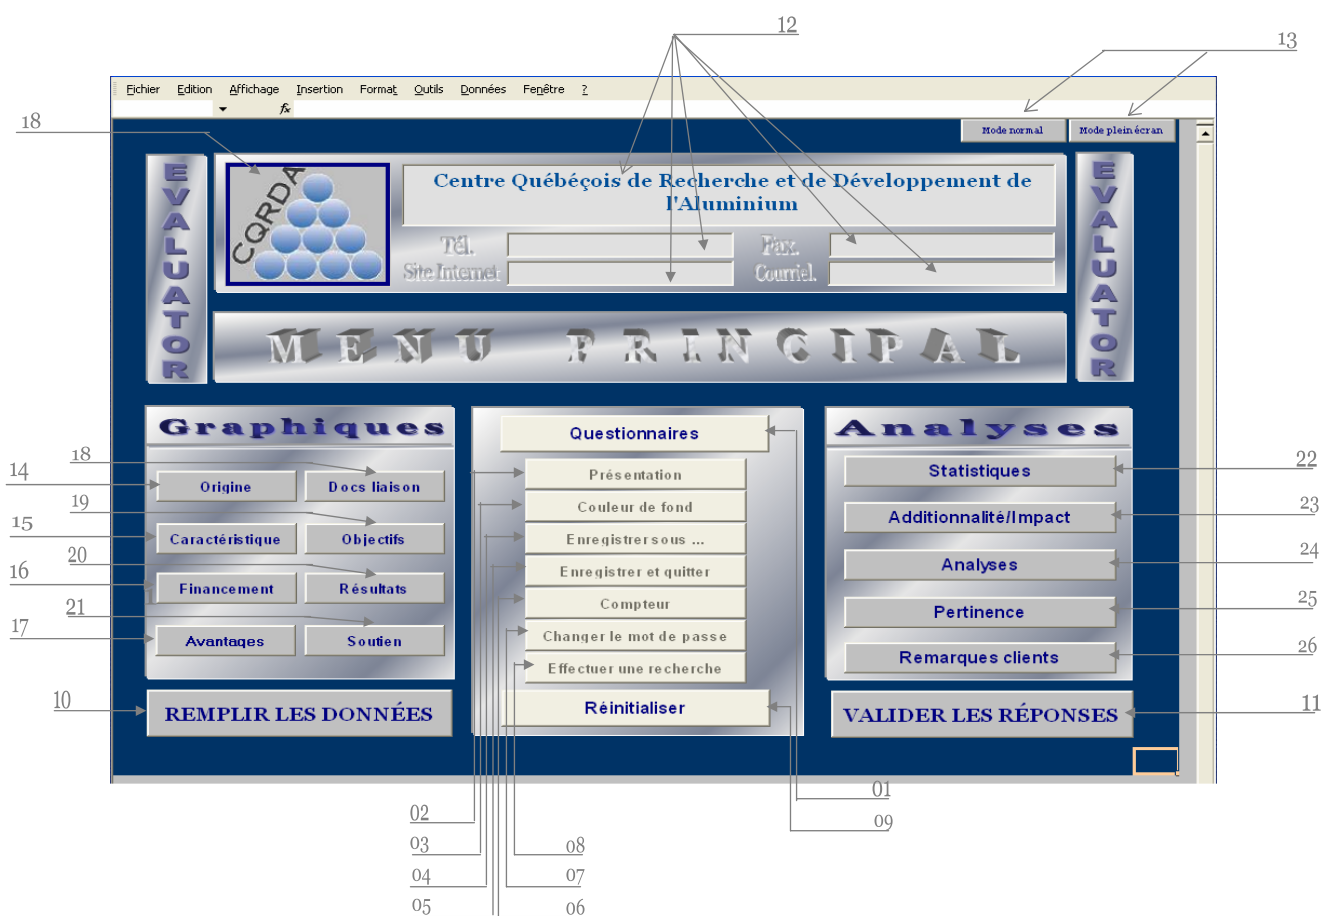 12
13
Fichier Edition Affichage Insertion Format Outils Données Fenêtre ?
fx
18
Mode normal Mode plein écran
EVALUATOR
CQRDA
Centre Québéçois de Recherche et de Développement de
l'Aluminium
EVALUATOR
Tél. Fax.
Site Internet Courriel.
MENU PRINCIPAL
Graphiques
Questionnaires
Analyses
18
14
Origine Docs liaison
Présentation
Statistiques
22
19
15
Caractéristique Objectifs
Couleur de fond
Enregistrer sous ...
Additionnalité/Impact
23
20
16
Financement Résultats
Enregistrer et quitter
Compteur
Analyses
24
21
17
Avantages Soutien
Changer le mot de passe
Effectuer une recherche
Pertinence
25
Remarques clients
26
10
REMPLIR LES DONNÉES
Réinitialiser
VALIDER LES RÉPONSES
11
01
02
09
03
08
04
07
05
06